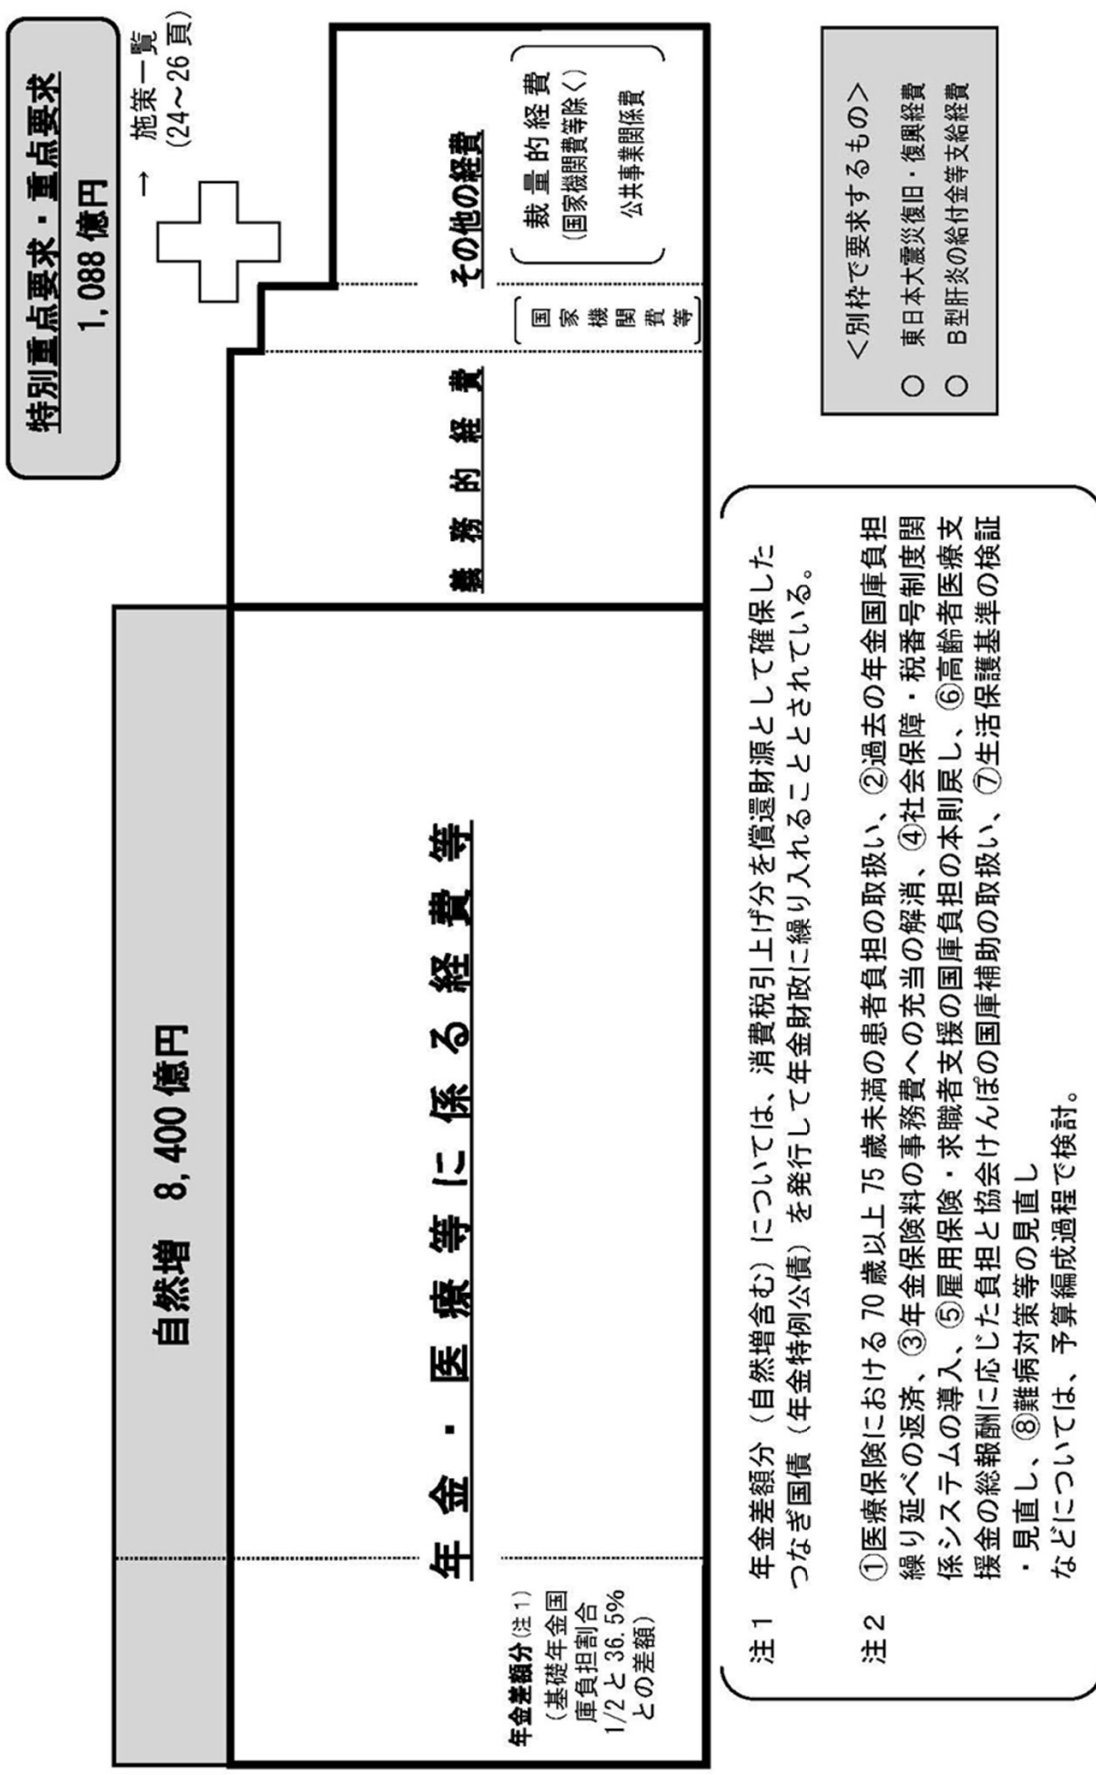 特別重点要求・重点要求
1,088 億円
→ 施策一覧
(24～26 頁)
自然増 8,400 億円
年金・医療等に係る経費等
年金差額分(注1)
(基礎年金国
庫負担割合
1/2 と 36.5%
との差額)
義務的経費
国家機関費等
その他の経費
裁量的経費
(国家機関費等除く)
公共事業関係費
注1 年金差額分（自然増含む）については、消費税引上げ分を償還財源として確保した
つなぎ国債（年金特例公債）を発行して年金財政に繰り入れることとされている。
注2 ①医療保険における 70 歳以上 75 歳未満の患者負担の取扱い、②過去の年金国庫負担
繰り延べの返済、③年金保険料の事務費への充当の解消、④社会保障・税番号制度関
係システムの導入、⑤雇用保険・求職者支援の国庫負担の本則戻し、⑥高齢者医療支
援金の総報酬割に応じた負担と協会けんぽの国庫補助の取扱い、⑦生活保護基準の検証
・見直し、⑧難病対策等の見直し
などについては、予算編成過程で検討。
＜別枠で要求するもの＞
○ 東日本大震災復旧・復興経費
○ B型肝炎の給付金等支給経費